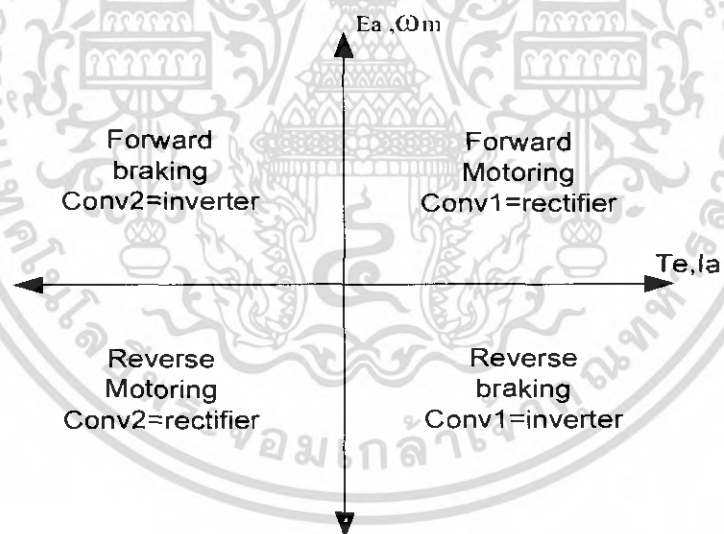 Ea ,ωm
Forward
braking
Conv2=inverter
Forward
Motoring
Conv1=rectifier
Te,Ia
Reverse
Motoring
Conv2=rectifier
Reverse
braking
Conv1=inverter